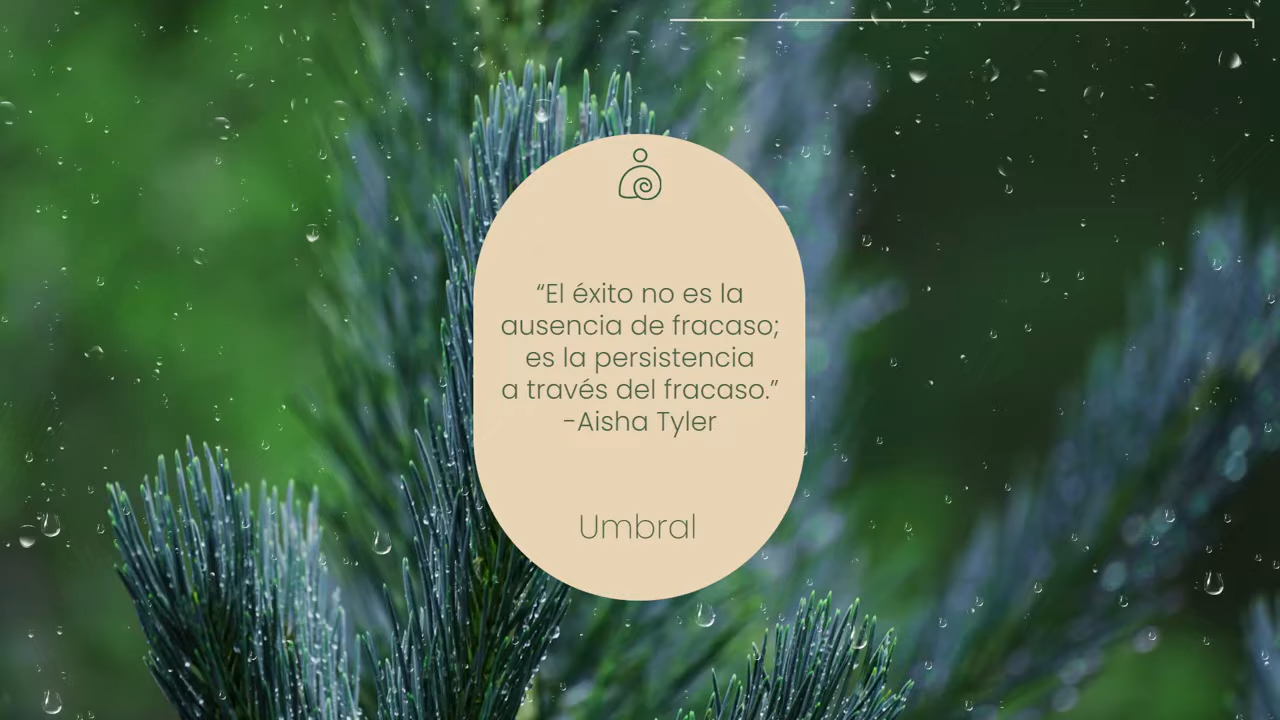 “El éxito no es la
ausencia de fracaso;
es la persistencia
a través del fracaso.”
-Aisha Tyler
Umbral